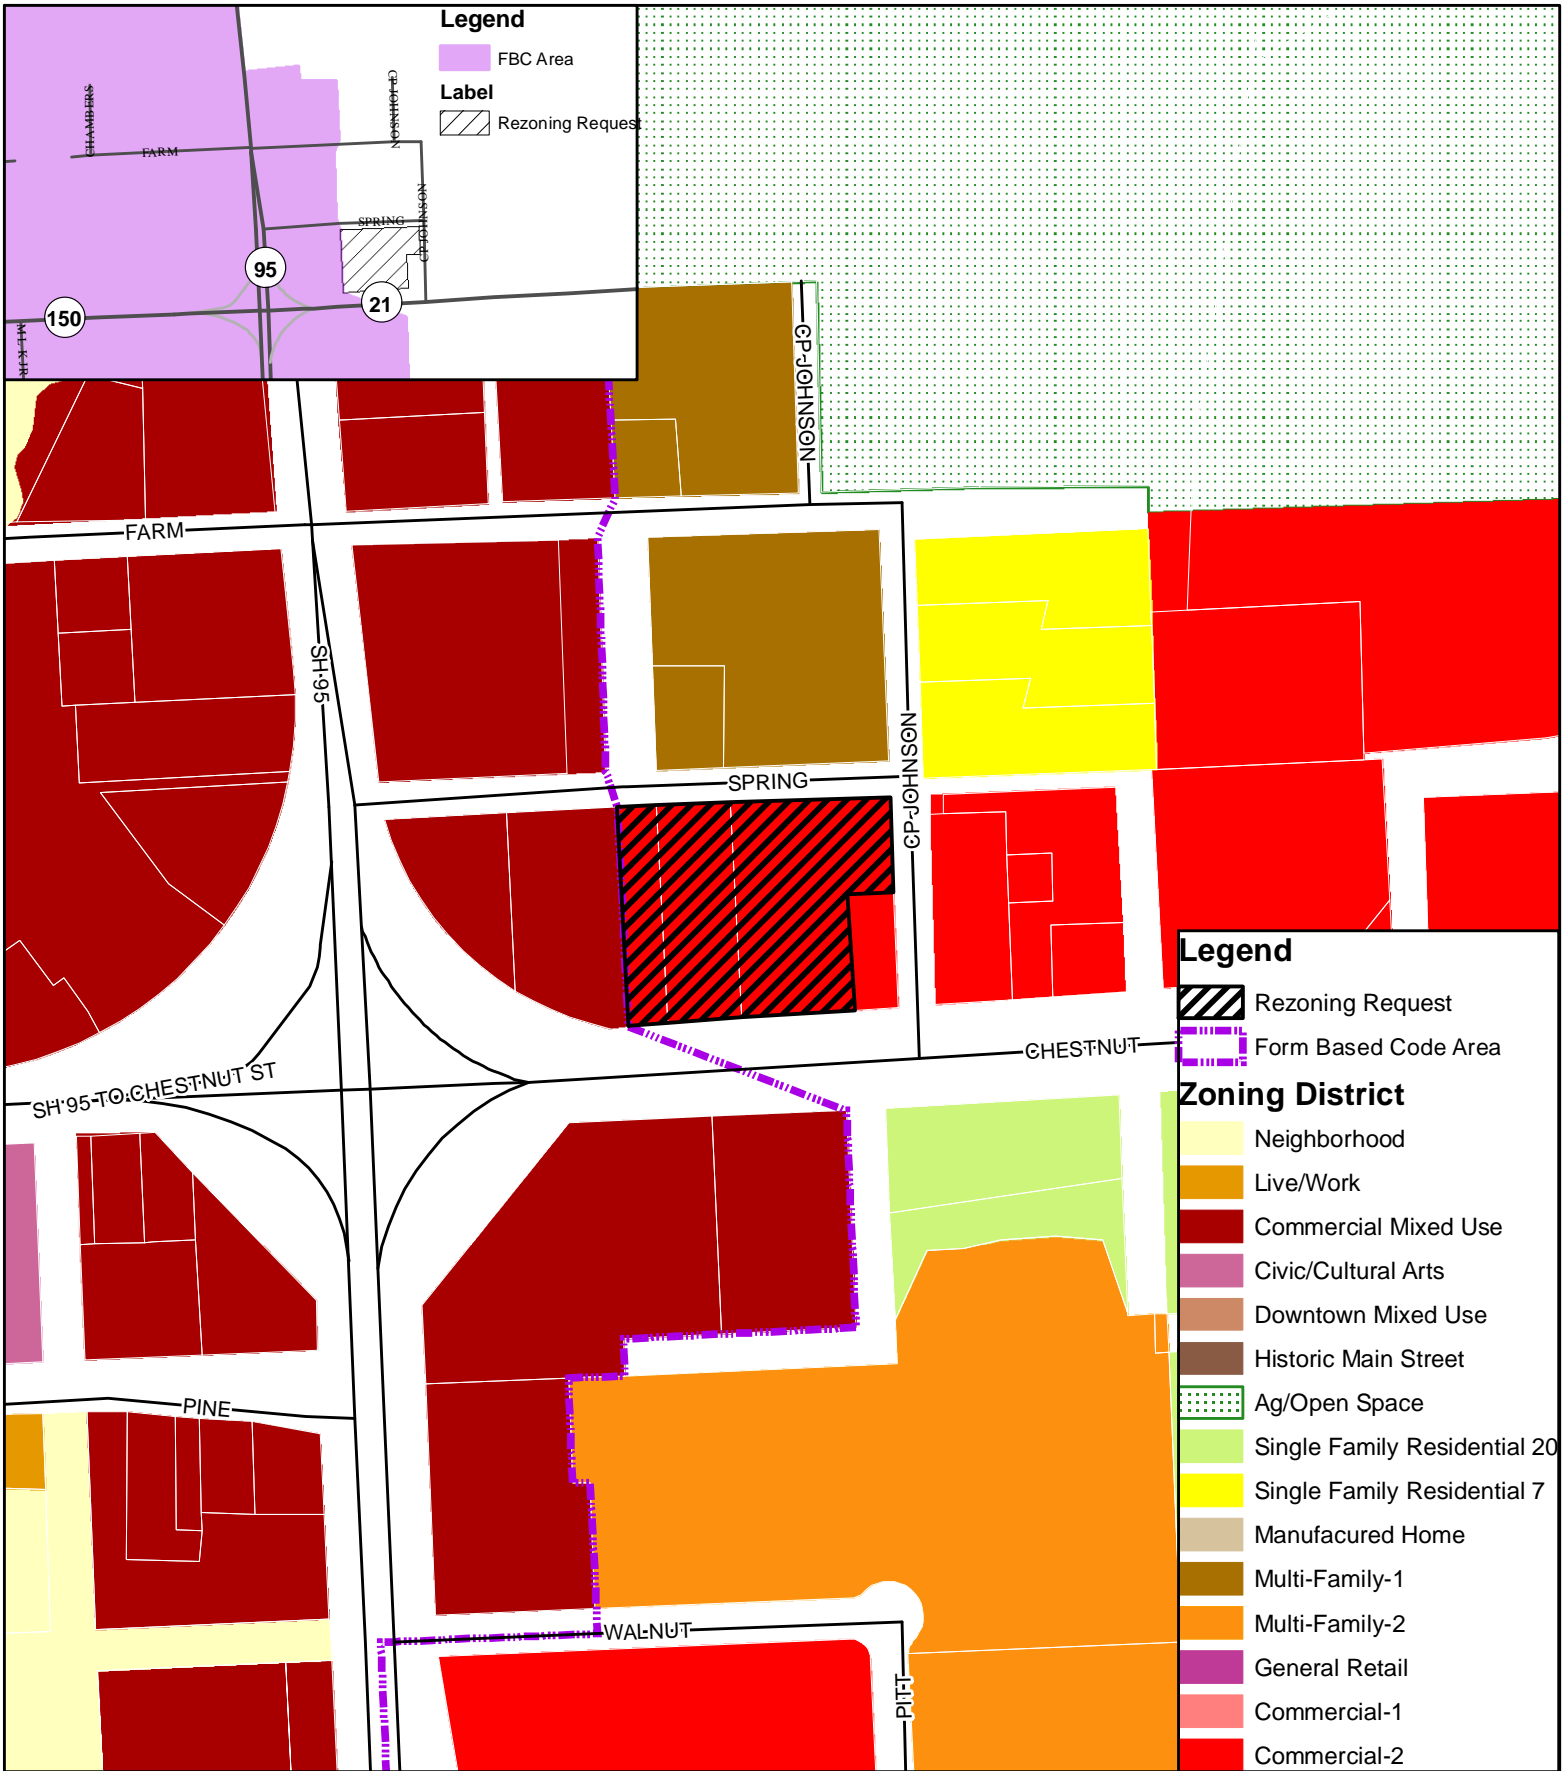 Legend
FBC Area
Label
Rezoning Request
CHAMBERS
CP JOHNSON
FARM
SPRING
CP JOHNSON
95
21
150
M L K JR
CP JOHNSON
FARM
SH 95
CP JOHNSON
SPRING
CHESTNUT
SH 95 TO CHESTNUT ST
PINE
WALNUT
PITT
Legend
Rezoning Request
Form Based Code Area
Zoning District
Neighborhood
Live/Work
Commercial Mixed Use
Civic/Cultural Arts
Downtown Mixed Use
Historic Main Street
Ag/Open Space
Single Family Residential 20
Single Family Residential 7
Manufacured Home
Multi-Family-1
Multi-Family-2
General Retail
Commercial-1
Commercial-2